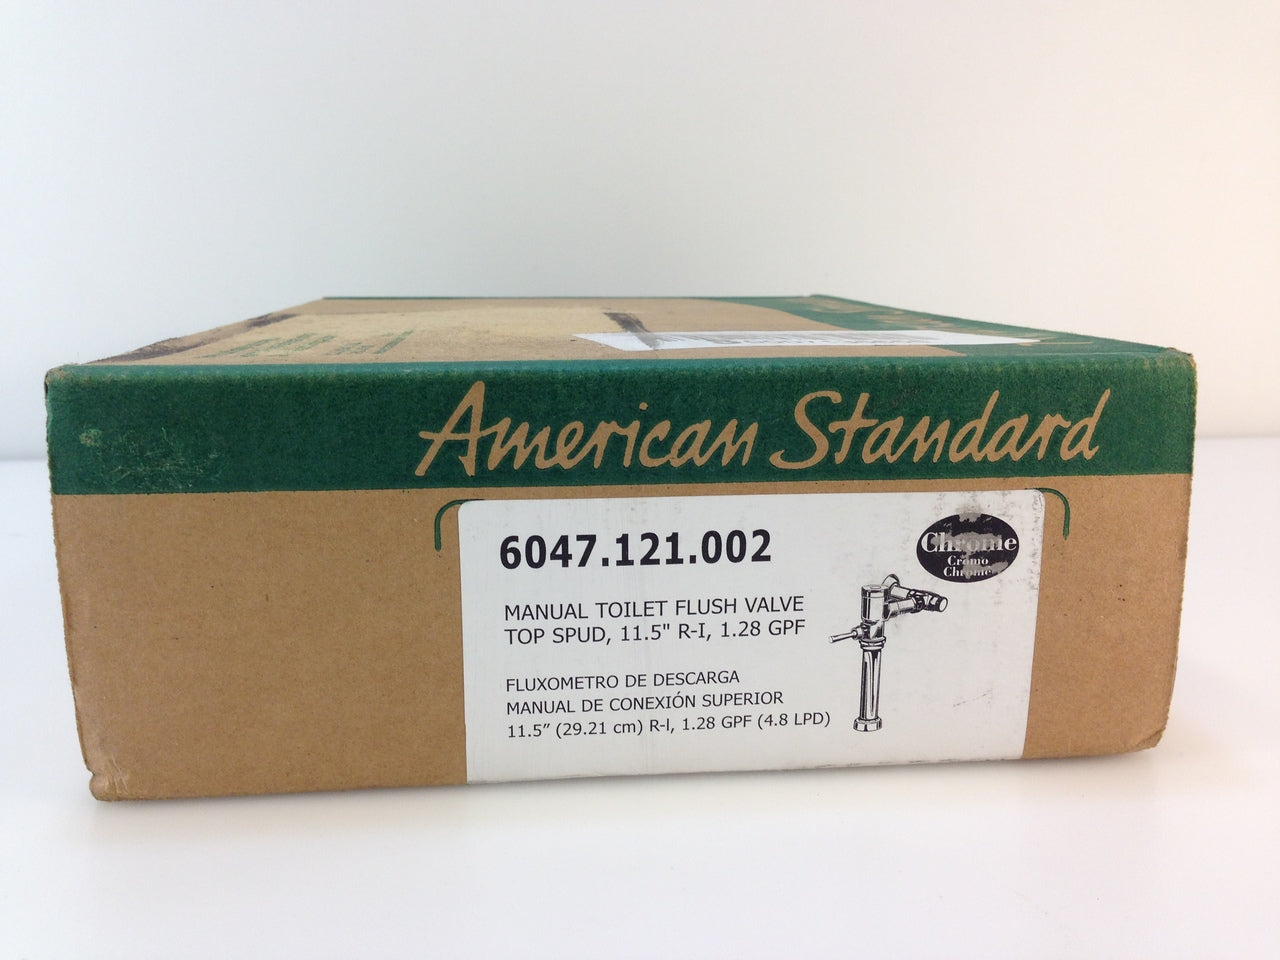 American Standard
6047.121.002
Chrome
Cromo
Chrome
MANUAL TOILET FLUSH VALVE
TOP SPUD, 11.5" R-I, 1.28 GPF
FLUXOMETRO DE DESCARGA
MANUAL DE CONEXIÓN SUPERIOR
11.5” (29.21 cm) R-I, 1.28 GPF (4.8 LPD)